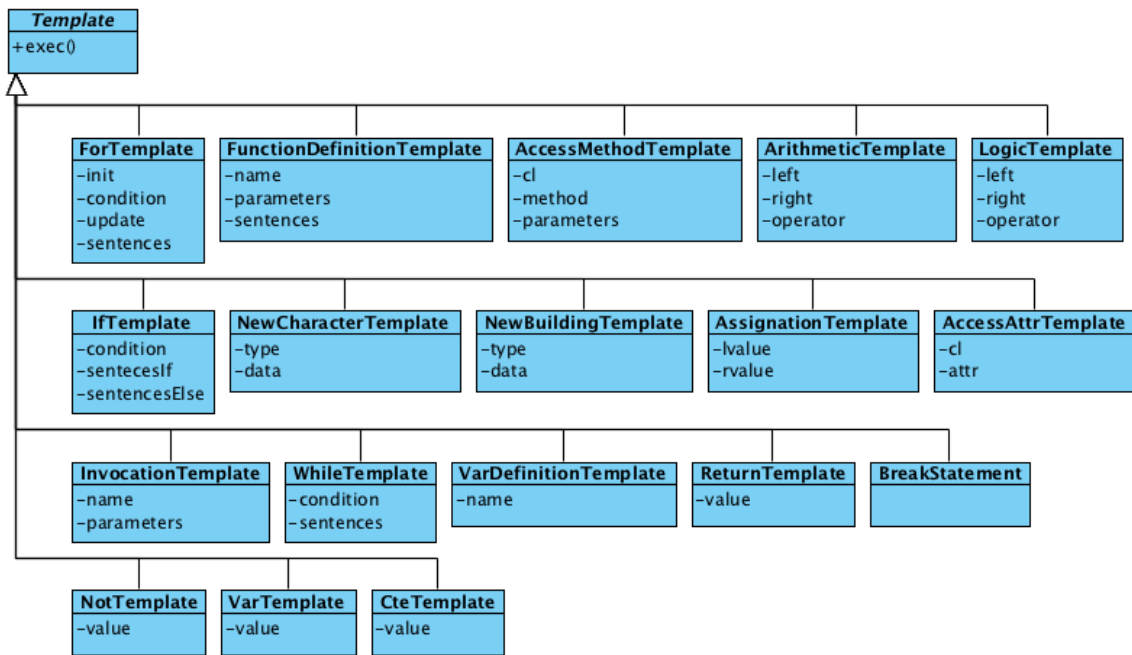 Template
+exec()
ForTemplate
-init
-condition
-update
-sentences
FunctionDefinitionTemplate
-name
-parameters
-sentences
AccessMethodTemplate
-cl
-method
-parameters
ArithmeticTemplate
-left
-right
-operator
LogicTemplate
-left
-right
-operator
IfTemplate
-condition
-sentecesIf
-sentencesElse
NewCharacterTemplate
-type
-data
NewBuildingTemplate
-type
-data
AssignationTemplate
-lvalue
-rvalue
AccessAttrTemplate
-cl
-attr
InvocationTemplate
-name
-parameters
WhileTemplate
-condition
-sentences
VarDefinitionTemplate
-name
ReturnTemplate
-value
BreakStatement
NotTemplate
-value
VarTemplate
-value
CteTemplate
-value